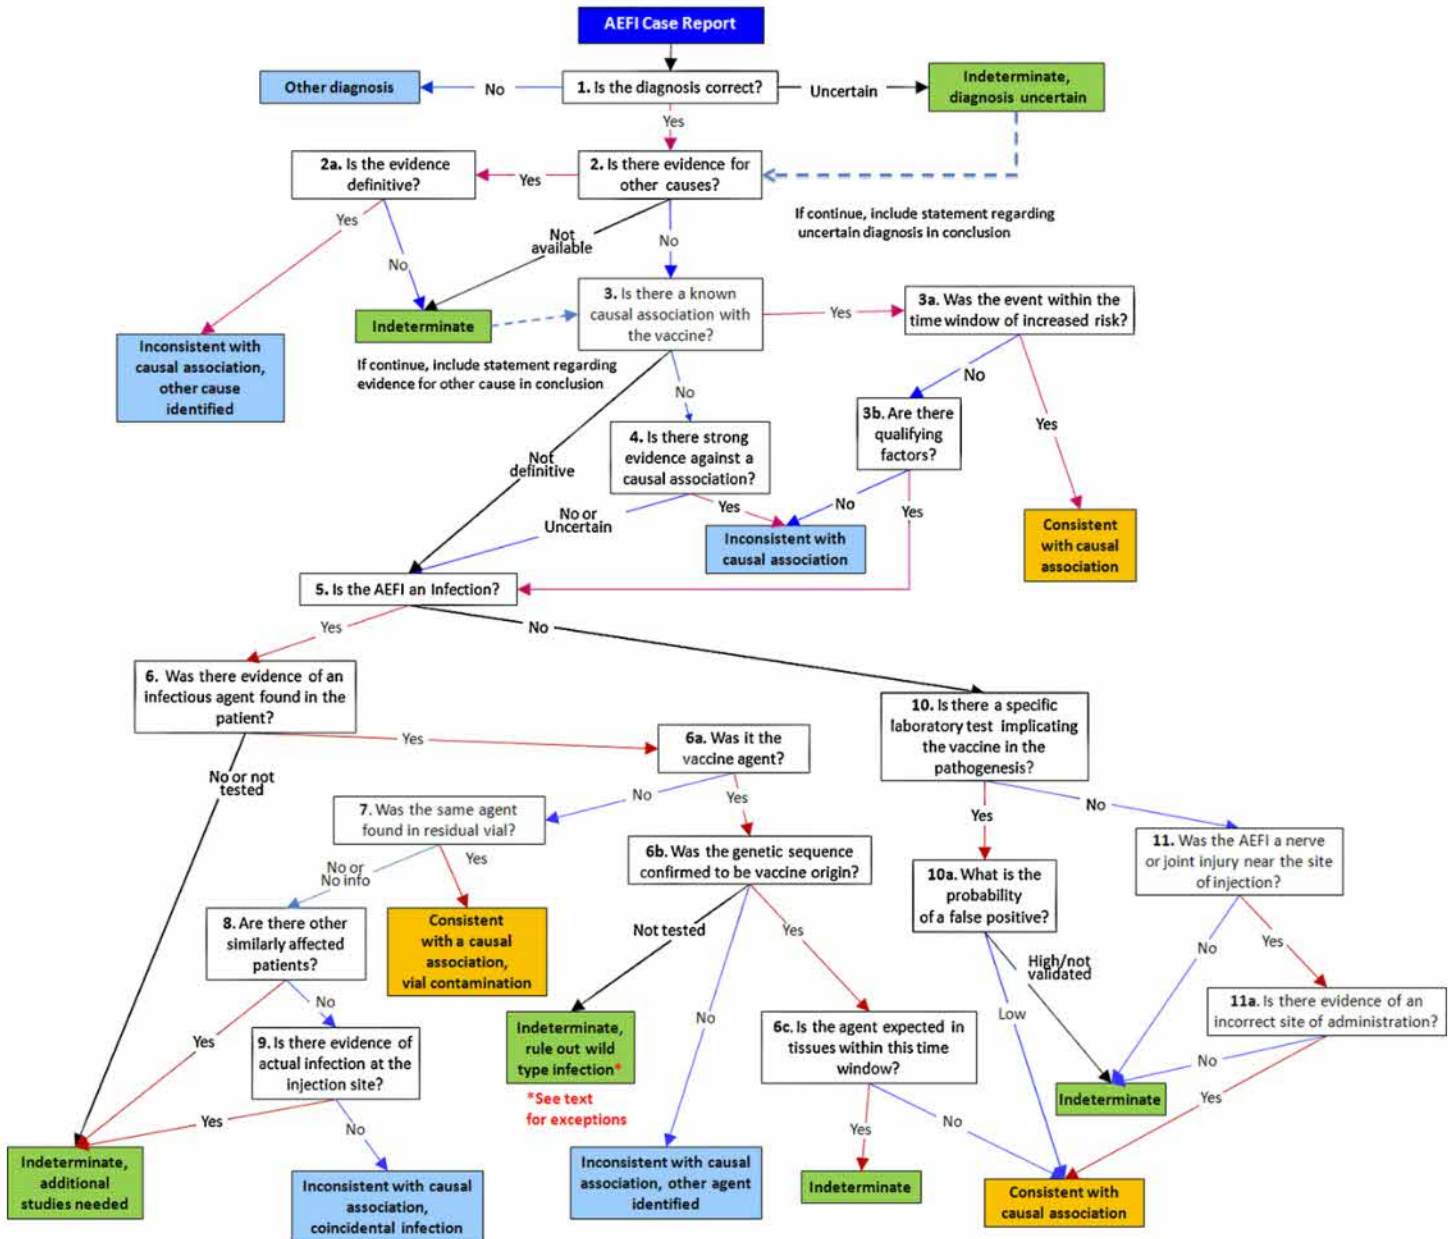 AEFI Case Report
Other diagnosis
No
1. Is the diagnosis correct?
Uncertain
Indeterminate,
diagnosis uncertain
Yes
2a. Is the evidence
definitive?
Yes
2. Is there evidence for
other causes?
If continue, include statement regarding
uncertain diagnosis in conclusion
Yes
No
Not
available
No
Indeterminate
3. Is there a known
causal association with
the vaccine?
Yes
3a. Was the event within the
time window of increased risk?
Inconsistent with
causal association,
other cause
identified
If continue, include statement regarding
evidence for other cause in conclusion
No
No
Yes
3b. Are there
qualifying
factors?
4. Is there strong
evidence against a
causal association?
Not
definitive
No or
Uncertain
Yes
No
Yes
Inconsistent with
causal association
Consistent
with causal
association
5. Is the AEFI an Infection?
Yes
No
6. Was there evidence of an
infectious agent found in the
patient?
Yes
No or not
tested
6a. Was it the
vaccine agent?
10. Is there a specific
laboratory test implicating
the vaccine in the
pathogenesis?
No
Yes
Yes
No
7. Was the same agent
found in residual vial?
No or
No info
Yes
6b. Was the genetic sequence
confirmed to be vaccine origin?
10a. What is the
probability
of a false positive?
11. Was the AEFI a nerve
or joint injury near the site
of injection?
8. Are there other
similarly affected
patients?
Consistent
with a causal
association,
vial contamination
Not tested
Yes
No
High/not
validated
Low
No
Yes
No
Yes
9. Is there evidence of
actual infection at the
injection site?
Indeterminate,
rule out wild
type infection*
*See text
for exceptions
6c. Is the agent expected in
tissues within this time
window?
11a. Is there evidence of an
incorrect site of administration?
No
Yes
Indeterminate
Yes
No
Yes
No
Indeterminate,
additional
studies needed
Inconsistent with causal
association,
coincidental infection
Inconsistent with causal
association, other agent
identified
Indeterminate
Consistent with
causal association